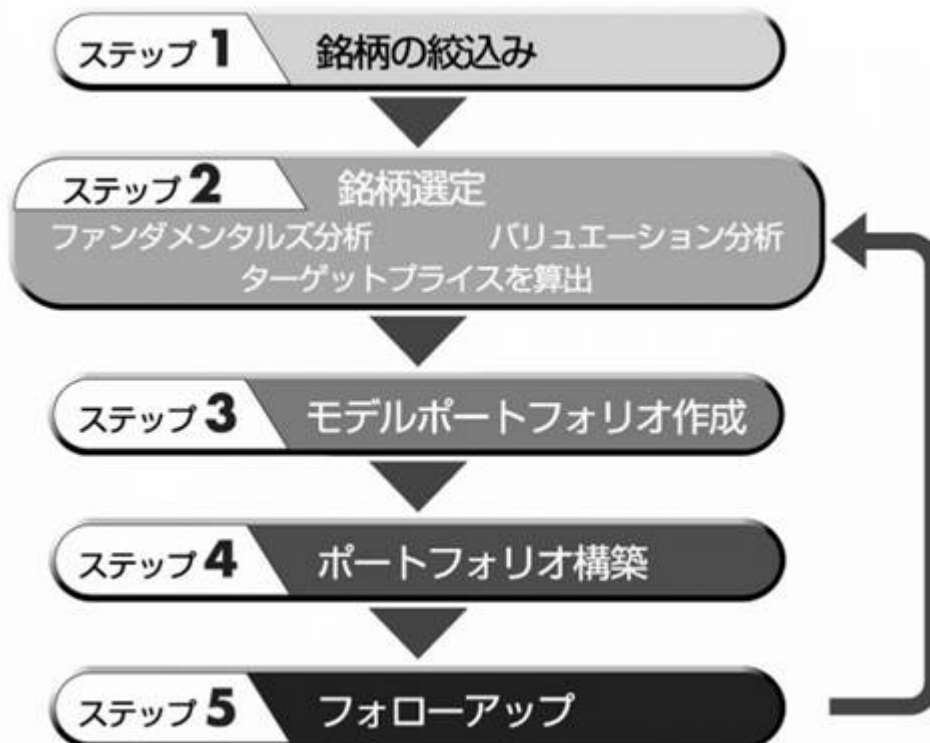 ステップ 1 銘柄の絞込み
ステップ 2 銘柄選定
ファンダメンタルズ分析 バリュエーション分析
ターゲットプライスを算出
ステップ 3 モデルポートフォリオ作成
ステップ 4 ポートフォリオ構築
ステップ 5 フォローアップ